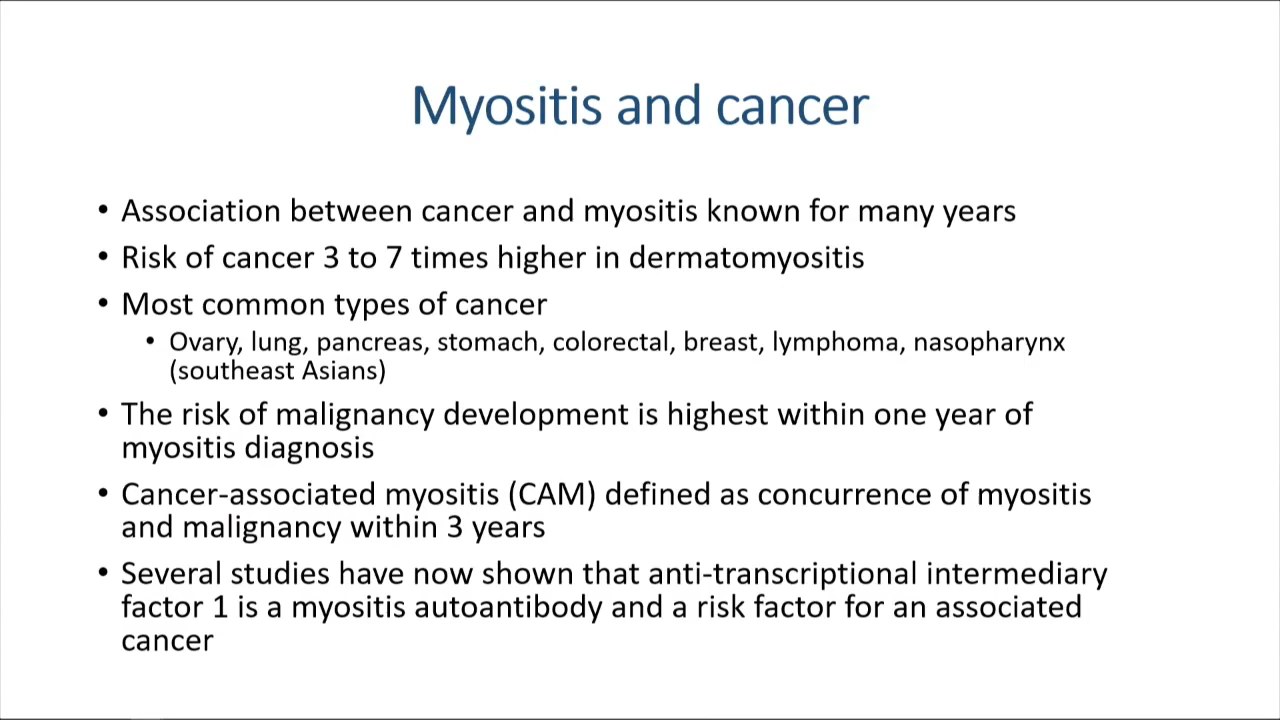 Myositis and cancer
• Association between cancer and myositis known for many years
• Risk of cancer 3 to 7 times higher in dermatomyositis
• Most common types of cancer
• Ovary, lung, pancreas, stomach, colorectal, breast, lymphoma, nasopharynx
(southeast Asians)
• The risk of malignancy development is highest within one year of
myositis diagnosis
• Cancer-associated myositis (CAM) defined as concurrence of myositis
and malignancy within 3 years
• Several studies have now shown that anti-transcriptional intermediary
factor 1 is a myositis autoantibody and a risk factor for an associated
cancer